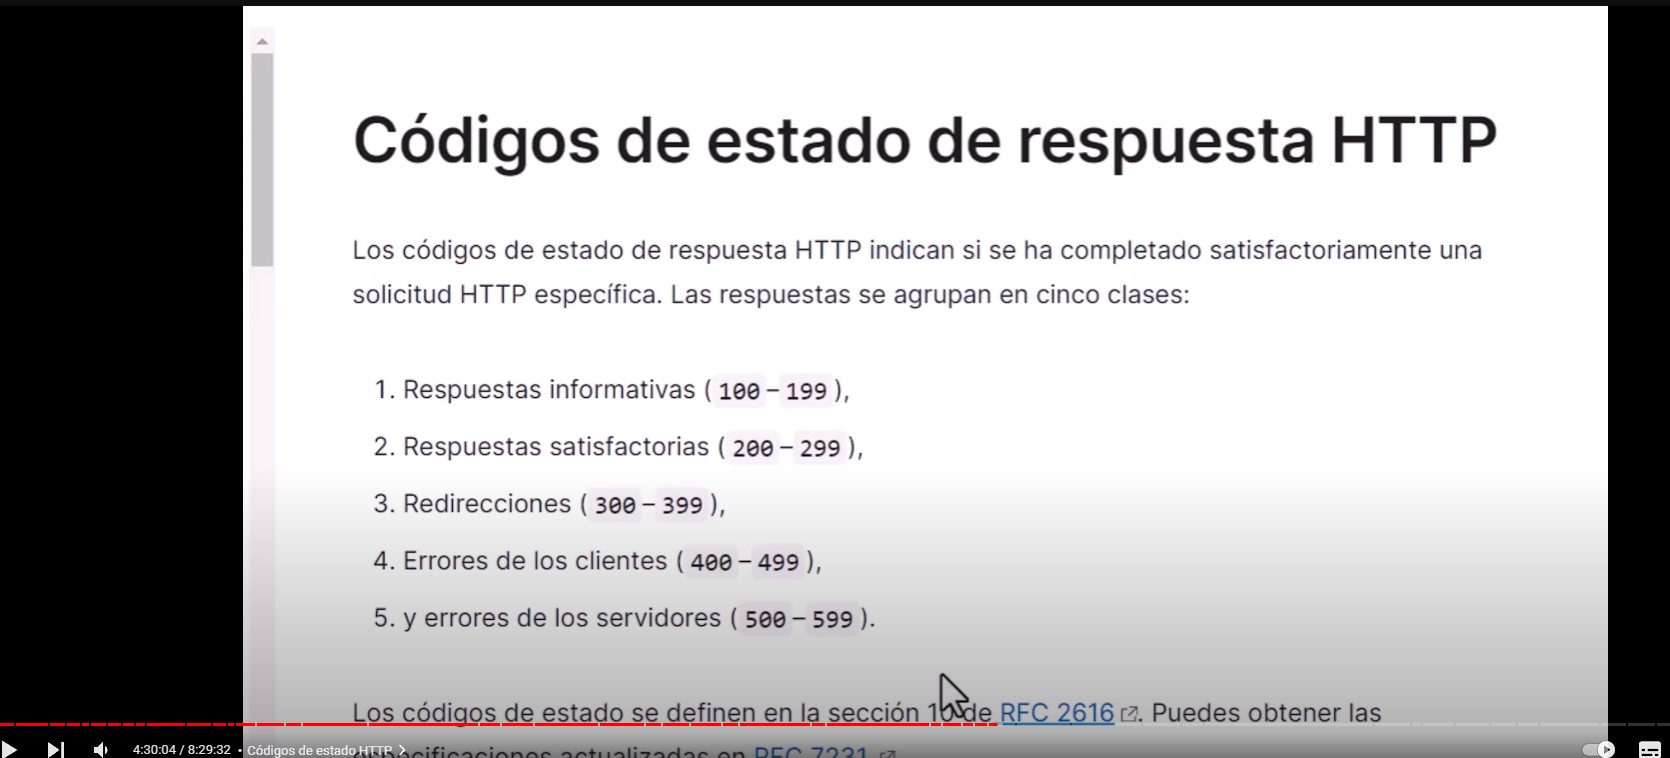 Códigos de estado de respuesta HTTP
Los códigos de estado de respuesta HTTP indican si se ha completado satisfactoriamente una
solicitud HTTP específica. Las respuestas se agrupan en cinco clases:
1. Respuestas informativas (100–199),
2. Respuestas satisfactorias (200–299),
3. Redirecciones (300–399),
4. Errores de los clientes (400–499),
5. y errores de los servidores (500–599).
Los códigos de estado se definen en la sección de RFC 2616. Puedes obtener las
especificaciones actualizadas en RFC 7231
4:30:04 / 8:29:32 • Códigos de estado HTTP